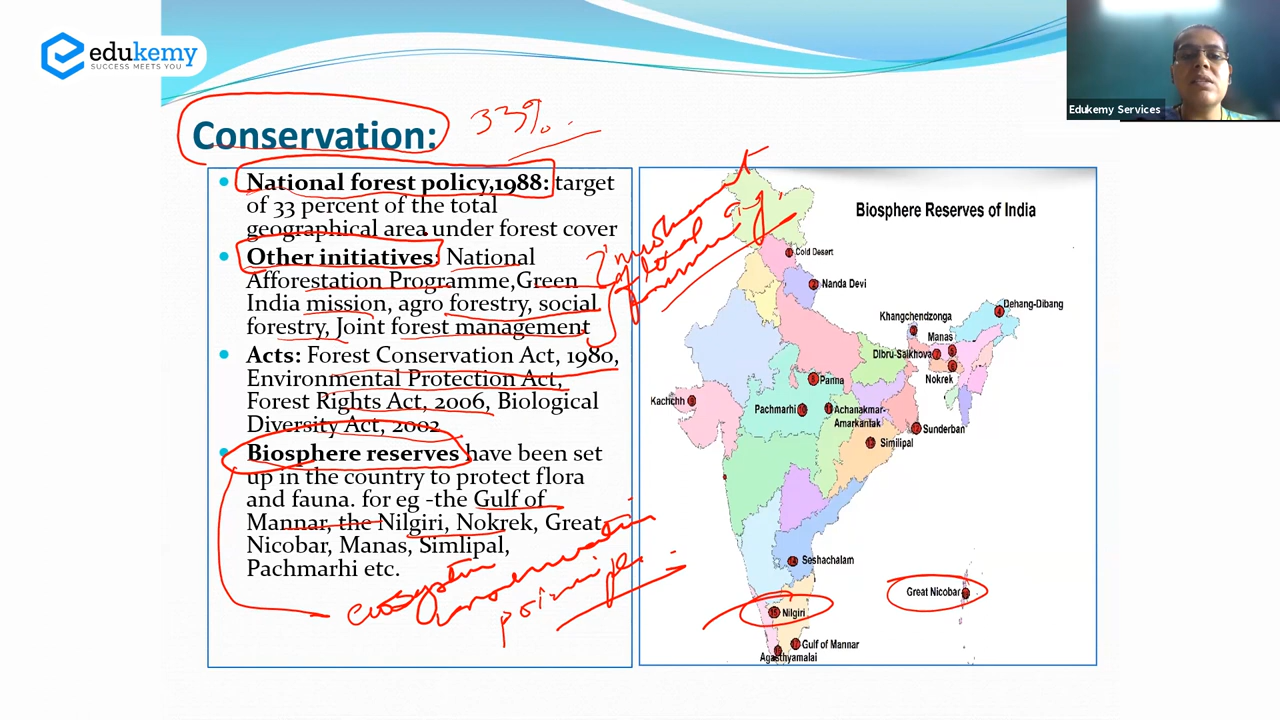 edukemy
SUCCESS MEETS YOU
Edukemy Services
Conservation:
33%
• National forest policy,1988: target
of 33 percent of the total
geographical area under forest cover
• Other initiatives: National
Afforestation Programme,Green
India mission, agro forestry, social
forestry, Joint forest management
• Acts: Forest Conservation Act, 1980,
Environmental Protection Act,
Forest Rights Act, 2006, Biological
Diversity Act, 2002
• Biosphere reserves have been set
up in the country to protect flora
and fauna. for eg -the Gulf of
Mannar, the Nilgiri, Nokrek, Great
Nicobar, Manas, Simlipal,
Pachmarhi etc.
ecosystem
conservation
principle
Involvement
of local
Biosphere Reserves of India
Cold Desert
Nanda Devi
Dehang-Dibang
Khangchendzonga
Manas
Dibru-Saikhova
Nokrek
Panna
Kachchh
Pachmarhi
Achanakmar-
Amarkantak
Sunderban
Similipal
Seshachalam
Great Nicobar
Nilgiri
Gulf of Mannar
Agasthyamalai